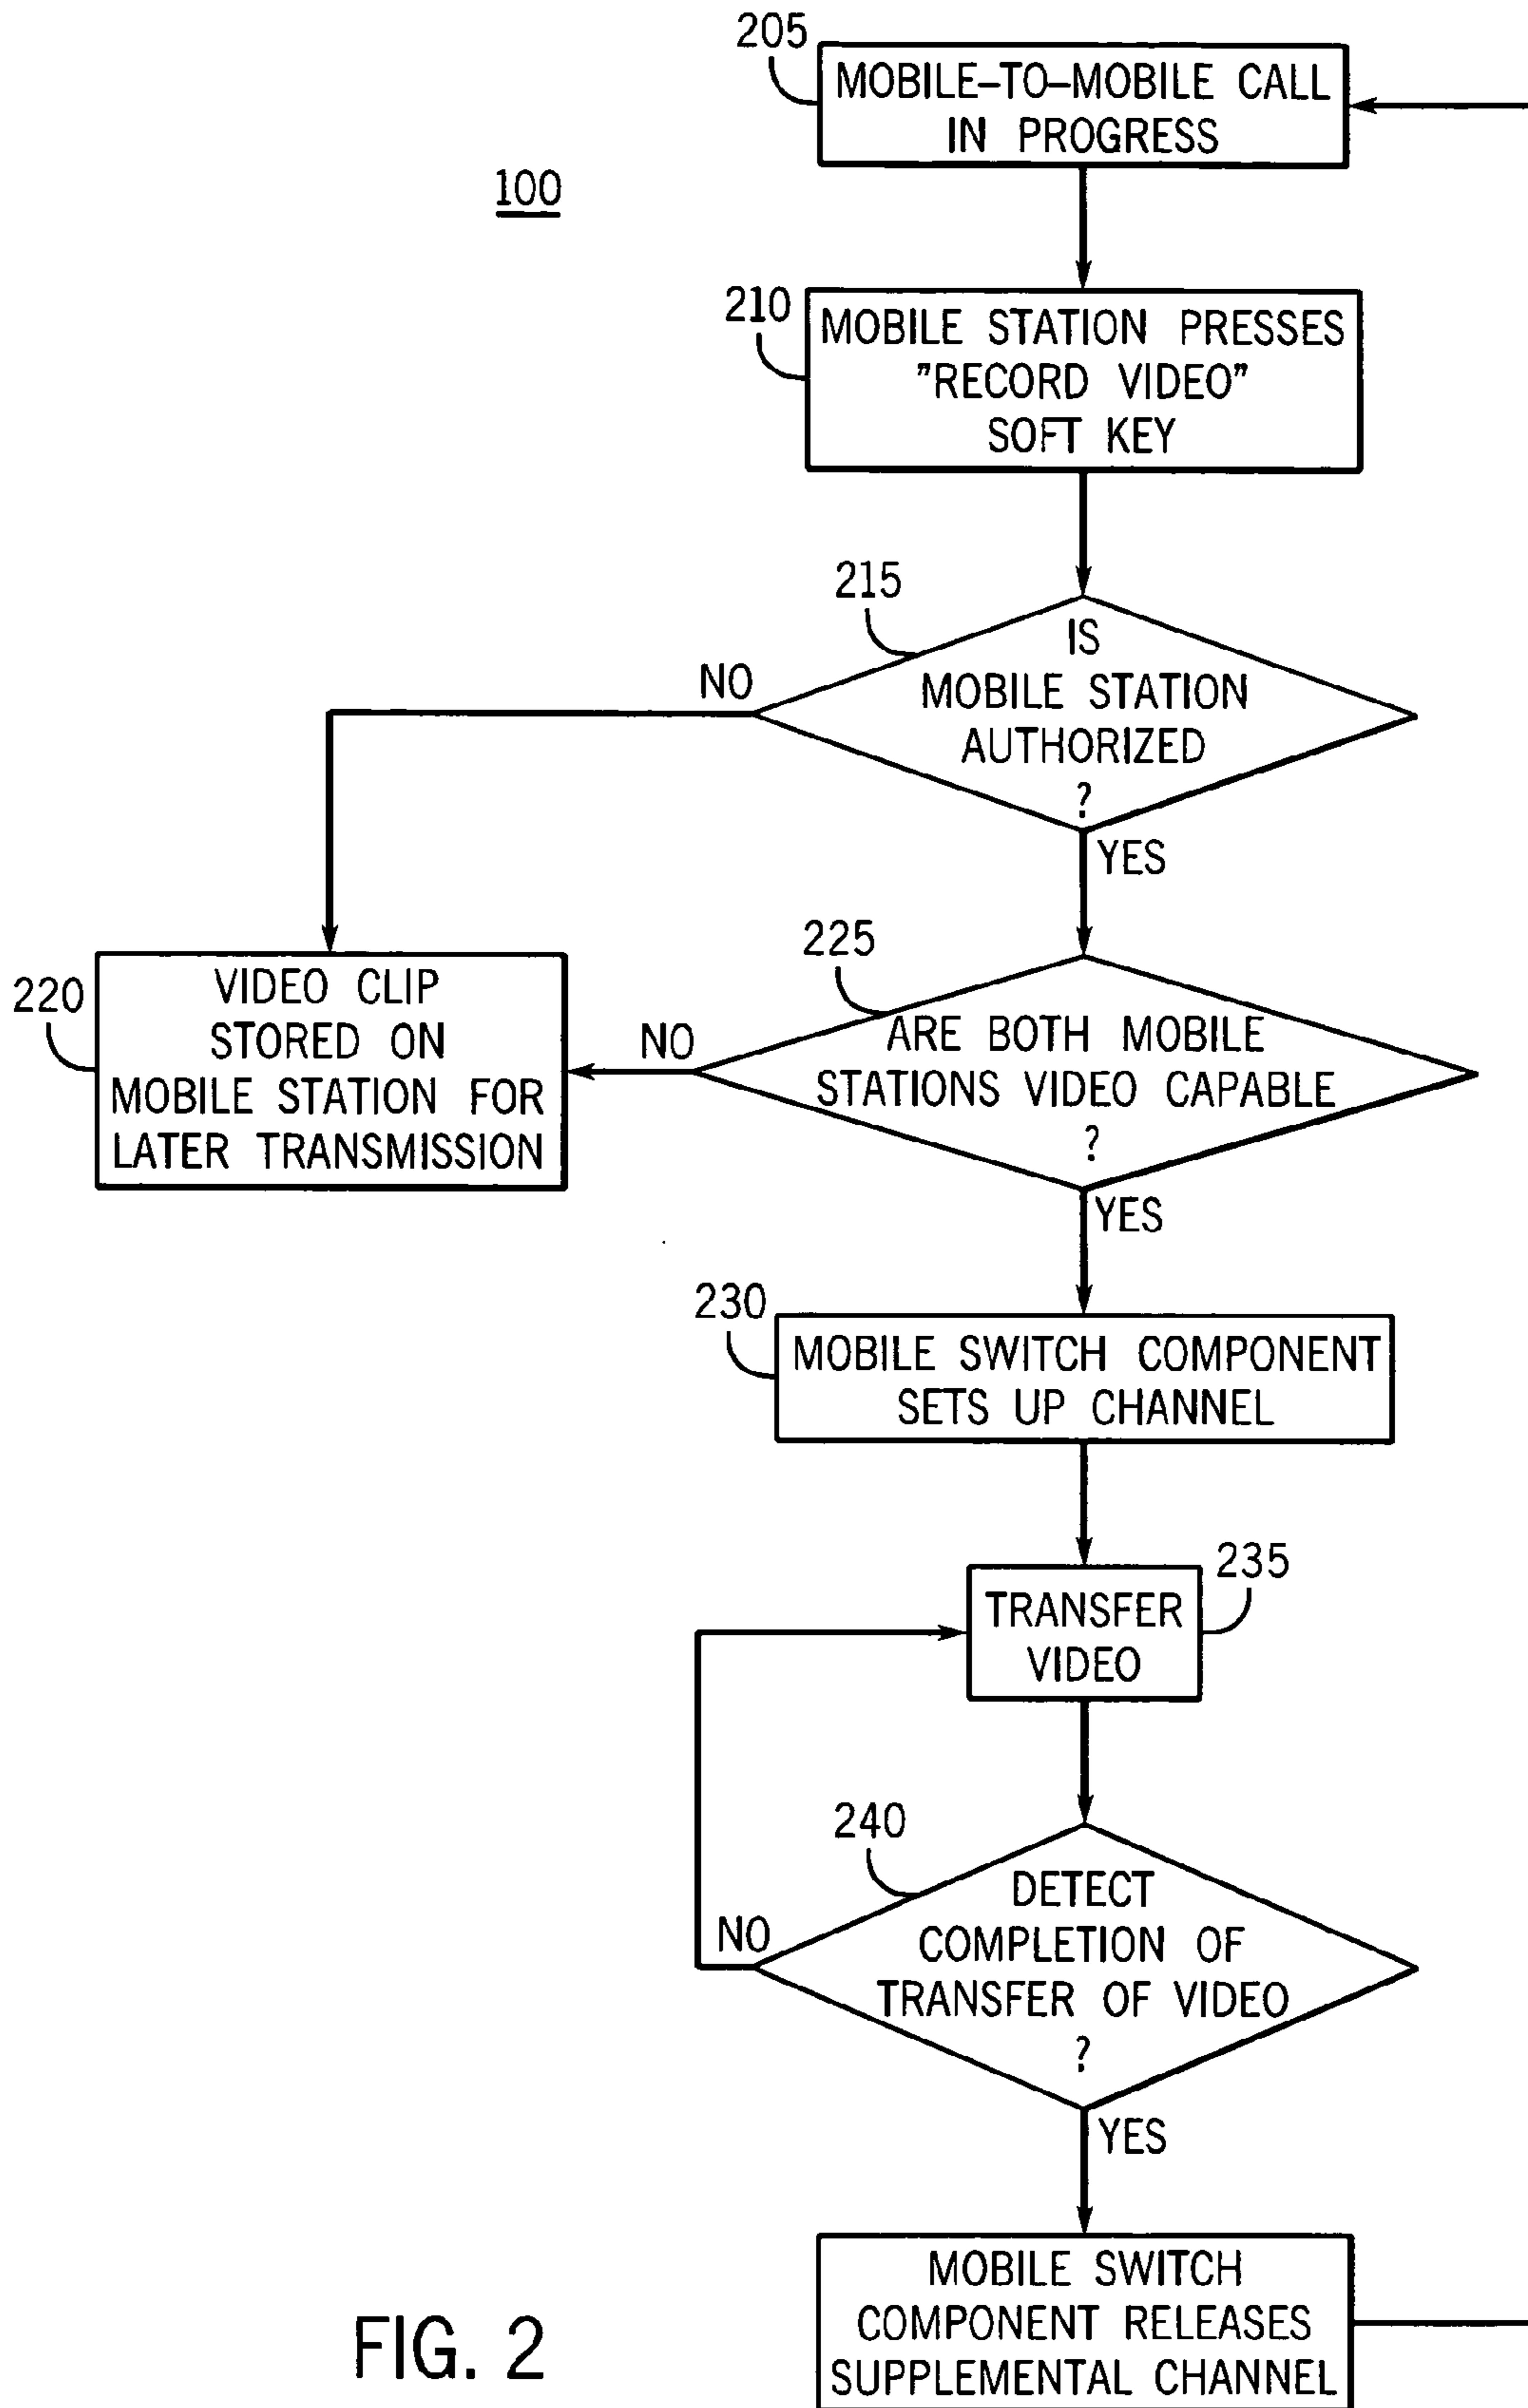 205
MOBILE-TO-MOBILE CALL
IN PROGRESS
100
210
MOBILE STATION PRESSES
"RECORD VIDEO"
SOFT KEY
215
IS
MOBILE STATION
AUTHORIZED
?
NO
YES
220
VIDEO CLIP
STORED ON
MOBILE STATION FOR
LATER TRANSMISSION
225
ARE BOTH MOBILE
STATIONS VIDEO CAPABLE
?
NO
YES
230
MOBILE SWITCH COMPONENT
SETS UP CHANNEL
235
TRANSFER
VIDEO
240
DETECT
COMPLETION OF
TRANSFER OF VIDEO
?
NO
YES
MOBILE SWITCH
COMPONENT RELEASES
SUPPLEMENTAL CHANNEL
FIG. 2